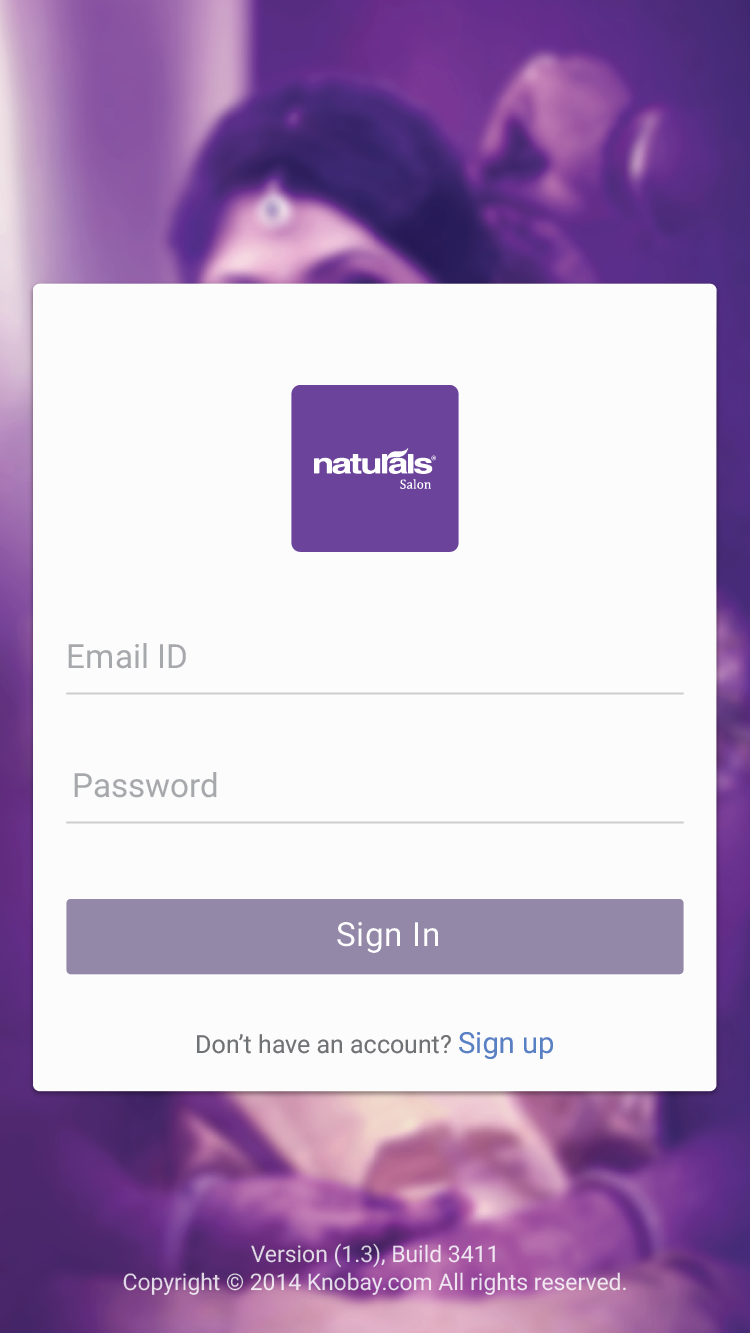 naturals®
Salon
Email ID
Password
Sign In
Don’t have an account? Sign up
Version (1.3), Build 3411
Copyright © 2014 Knobay.com All rights reserved.